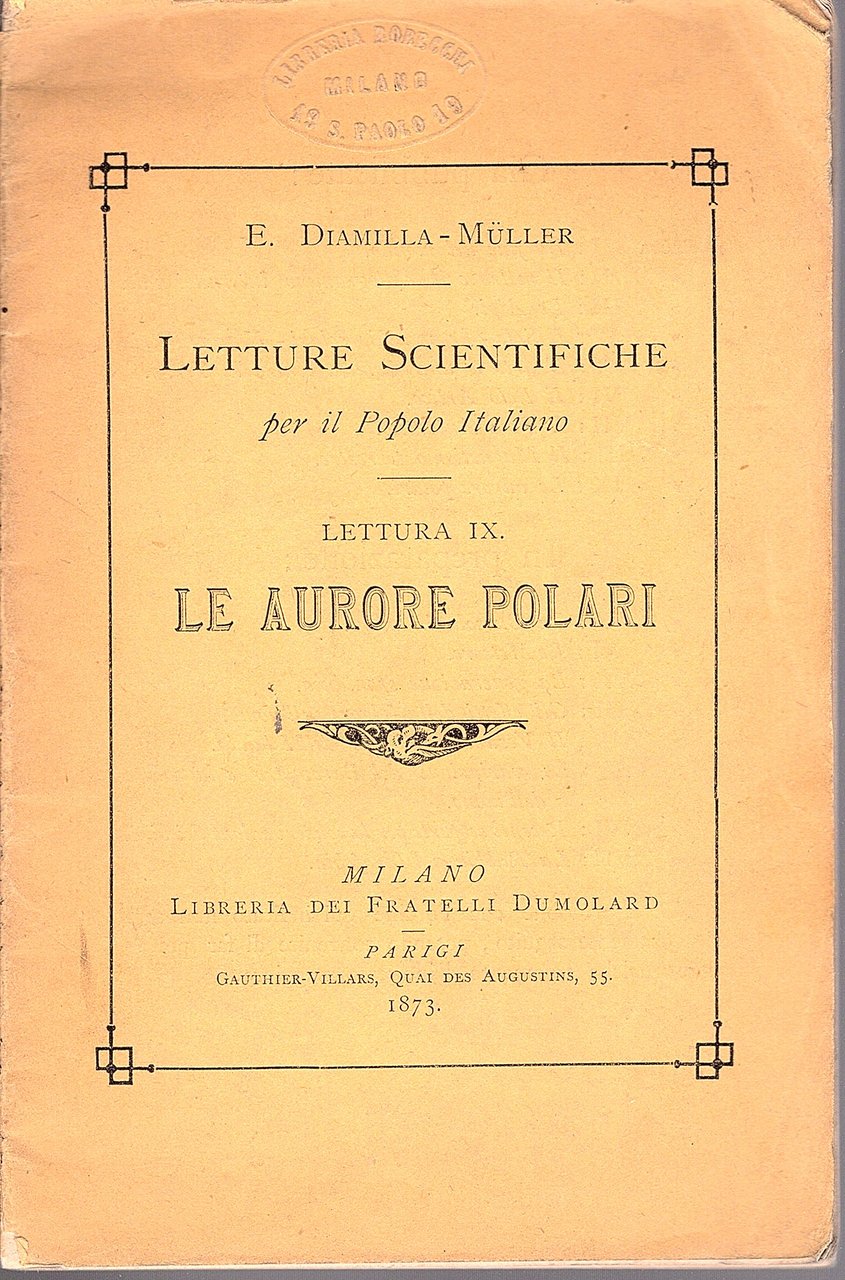 LIBRERIA
MILANO
19 S. PAOLO 19
E. DIAMILLA-MÜLLER
LETTURE SCIENTIFICHE
per il Popolo Italiano
LETTURA IX.
LE AURORE POLARI
MILANO
LIBRERIA DEI FRATELLI DUMOLARD
PARIGI
GAUTHIER-VILLARS, QUAI DES AUGUSTINS, 55.
1873.